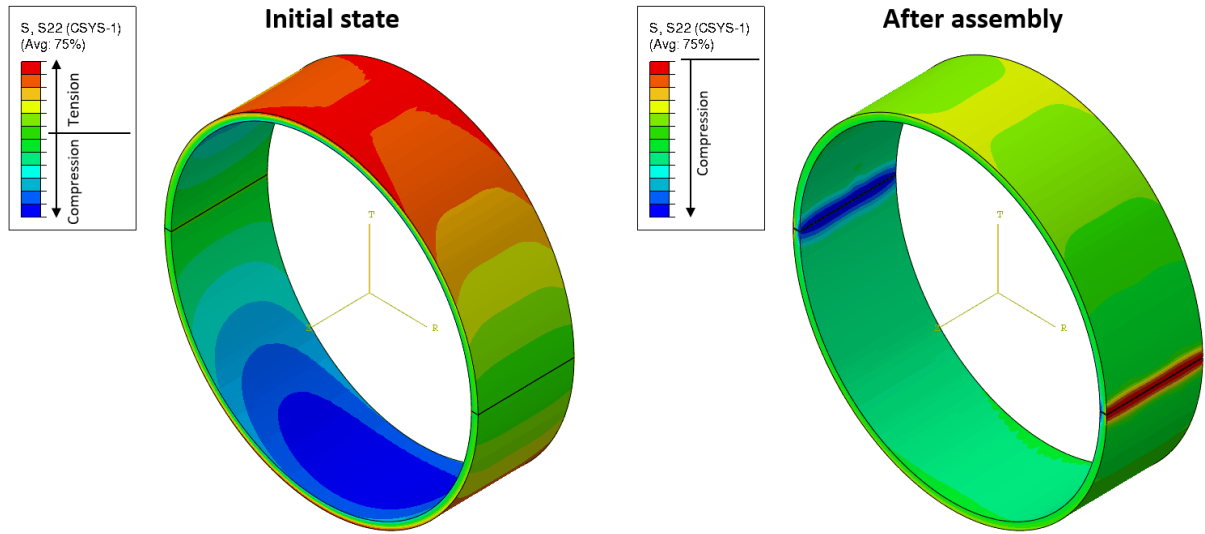 Initial state
S, S22 (CSYS-1)
(Avg: 75%)
Tension
Compression
T
R
After assembly
S, S22 (CSYS-1)
(Avg: 75%)
Compression
T
R